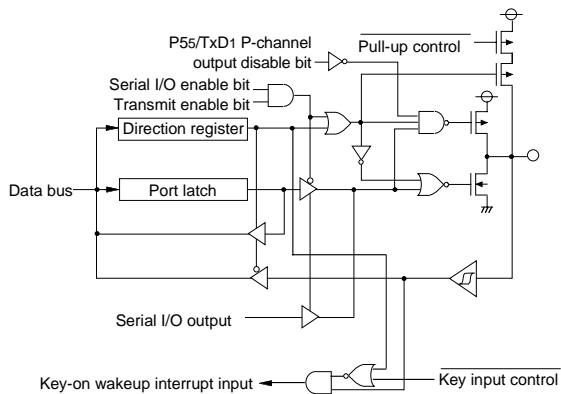 P55/TxD1 P-channel
output disable bit
Pull-up control
Serial I/O enable bit
Transmit enable bit
Direction register
Data bus
Port latch
Serial I/O output
Key-on wakeup interrupt input
Key input control